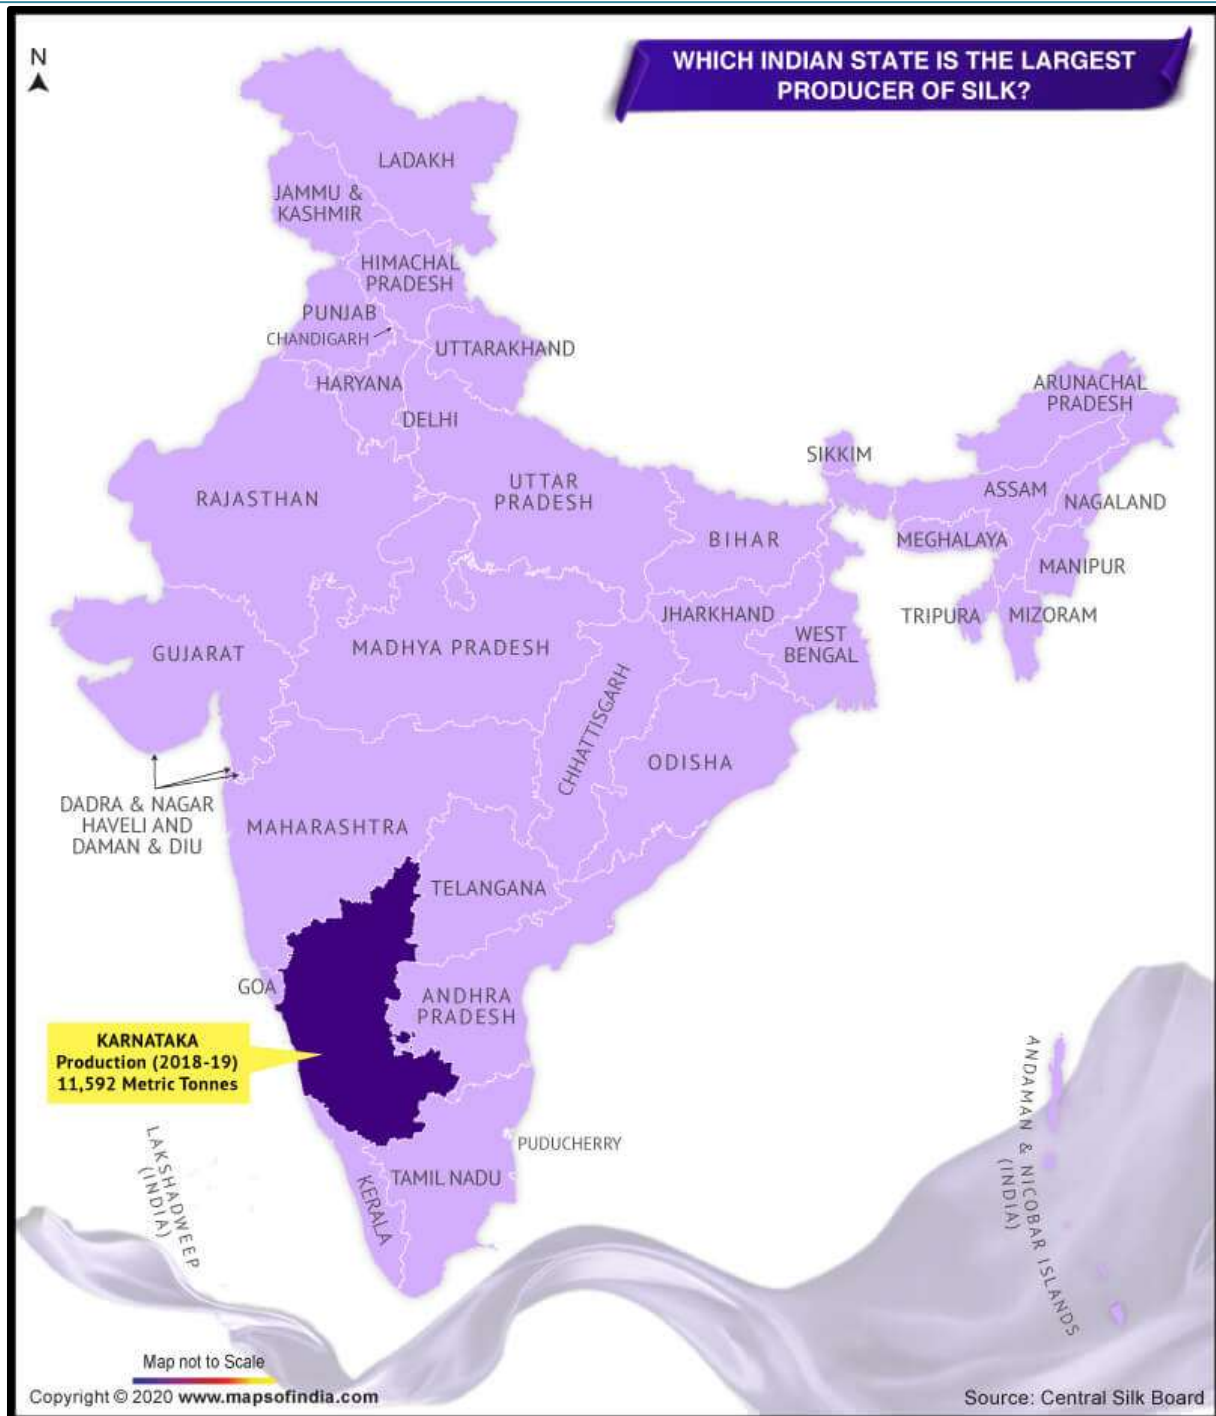 WHICH INDIAN STATE IS THE LARGEST
PRODUCER OF SILK?
N
LADAKH
JAMMU &
KASHMIR
HIMACHAL
PRADESH
PUNJAB
CHANDIGARH
UTTARAKHAND
HARYANA
DELHI
ARUNACHAL
PRADESH
SIKKIM
RAJASTHAN
UTTAR
PRADESH
ASSAM
NAGALAND
BIHAR
MEGHALAYA
MANIPUR
JHARKHAND
TRIPURA
MIZORAM
WEST
BENGAL
GUJARAT
MADHYA PRADESH
CHHATTISGARH
ODISHA
DADRA & NAGAR
HAVELI AND
DAMAN & DIU
MAHARASHTRA
TELANGANA
GOA
ANDHRA
PRADESH
KARNATAKA
Production (2018-19)
11,592 Metric Tonnes
ANDAMAN & NICOBAR ISLANDS
(INDIA)
LAKSHADWEEP
(INDIA)
PUDUCHERRY
TAMIL NADU
KERALA
Map not to Scale
Copyright © 2020 www.mapsofindia.com
Source: Central Silk Board